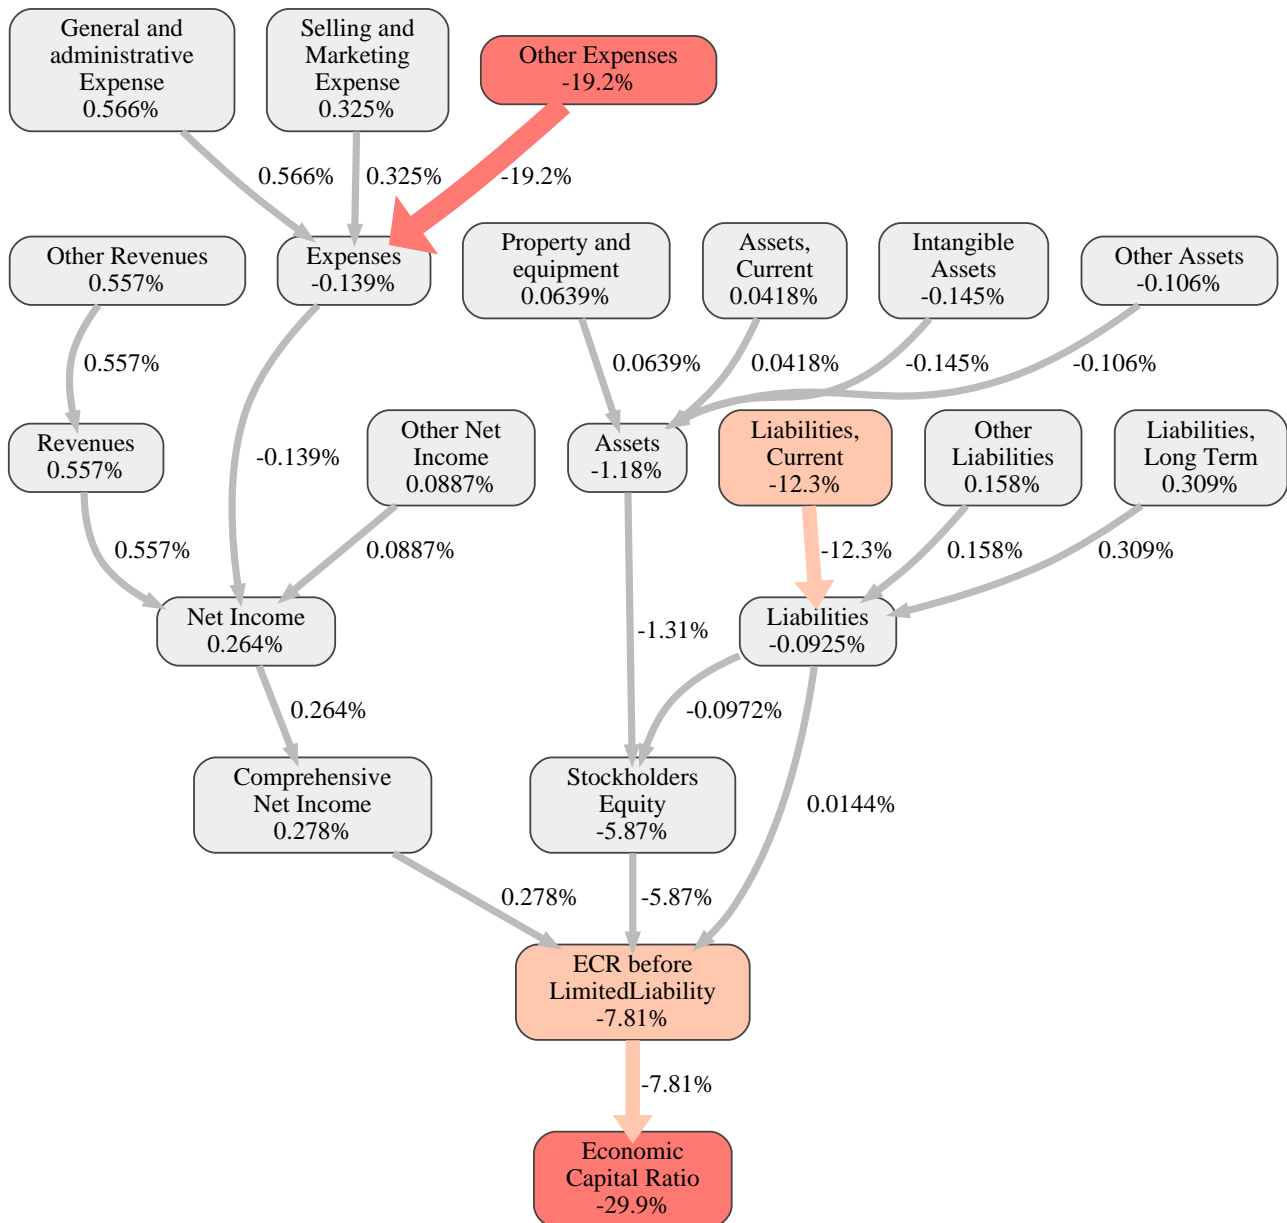 General and
administrative
Expense
0.566%
Selling and
Marketing
Expense
0.325%
Other Expenses
-19.2%
0.566%
0.325%
-19.2%
Other Revenues
0.557%
Expenses
-0.139%
Property and
equipment
0.0639%
Assets,
Current
0.0418%
Intangible
Assets
-0.145%
Other Assets
-0.106%
0.557%
0.0639%
0.0418%
-0.145%
-0.106%
Revenues
0.557%
-0.139%
Other Net
Income
0.0887%
Assets
-1.18%
Liabilities,
Current
-12.3%
Other
Liabilities
0.158%
Liabilities,
Long Term
0.309%
0.557%
0.0887%
-12.3%
0.158%
0.309%
Net Income
0.264%
-1.31%
Liabilities
-0.0925%
0.264%
-0.0972%
Comprehensive
Net Income
0.278%
Stockholders
Equity
-5.87%
0.0144%
0.278%
-5.87%
ECR before
LimitedLiability
-7.81%
-7.81%
Economic
Capital Ratio
-29.9%